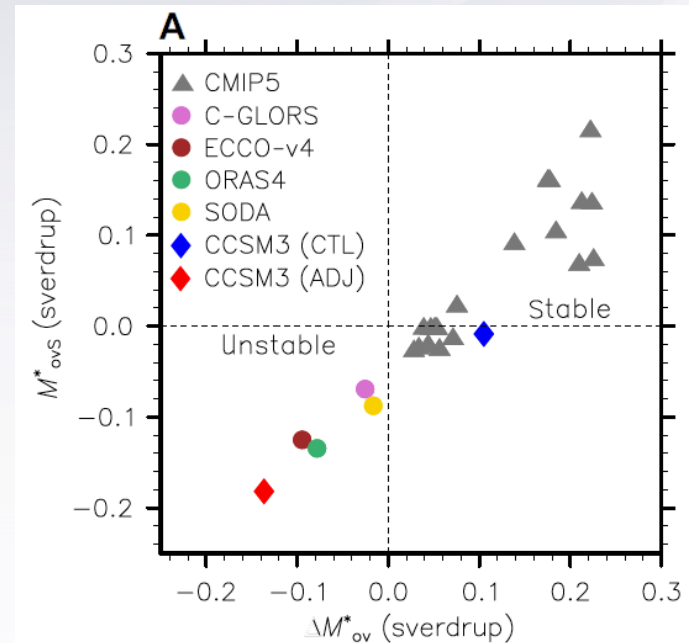 A
0.3
CMIP5
C-GLORS
ECCO-v4
0.2
ORAS4
SODA
CCSM3 (CTL)
0.1
CCSM3 (ADJ)
M*ovS (sverdrup)
0.0
Stable
Unstable
−0.1
−0.2
−0.2 −0.1 0.0 0.1 0.2 0.3
ΔM*ov (sverdrup)